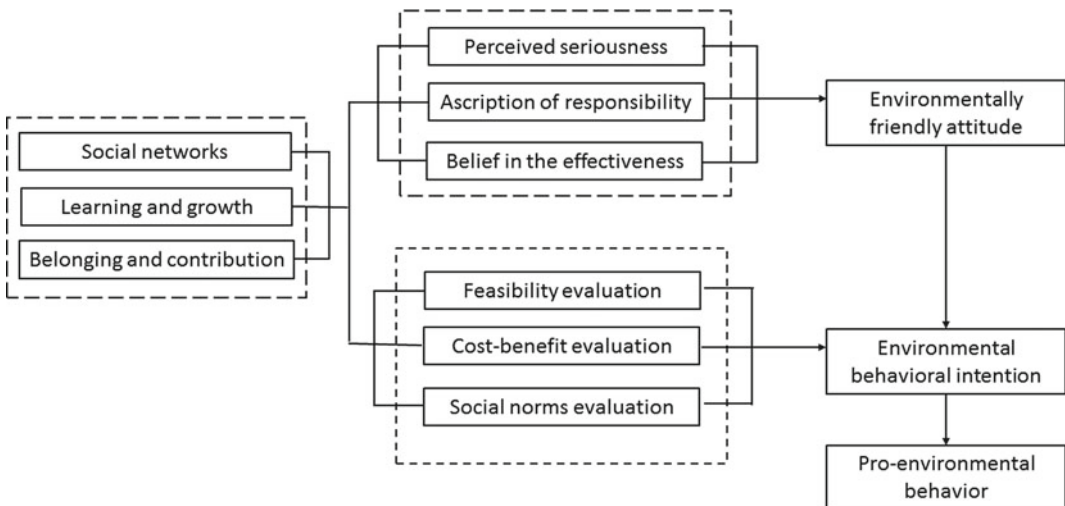 Social networks
Learning and growth
Belonging and contribution
Perceived seriousness
Ascription of responsibility
Belief in the effectiveness
Feasibility evaluation
Cost-benefit evaluation
Social norms evaluation
Environmentally
friendly attitude
Environmental
behavioral intention
Pro-environmental
behavior